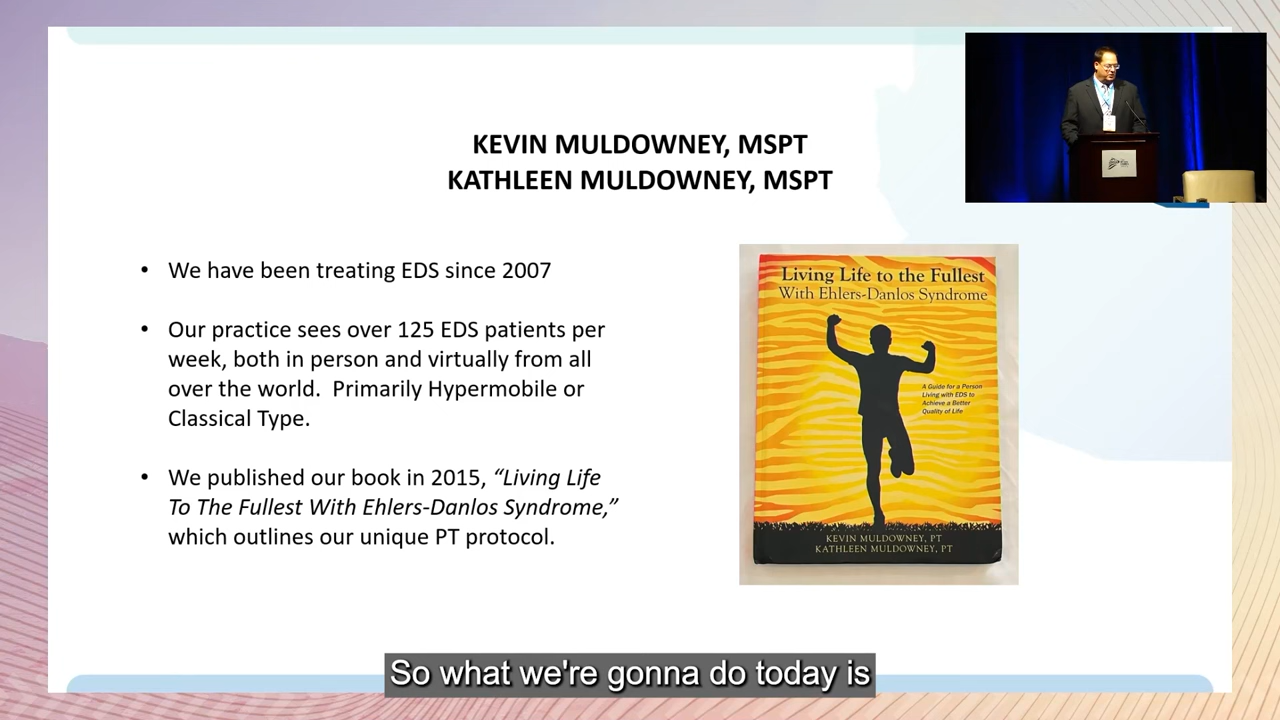 KEVIN MULDOWNEY, MSPT
KATHLEEN MULDOWNEY, MSPT
• We have been treating EDS since 2007
• Our practice sees over 125 EDS patients per
week, both in person and virtually from all
over the world.  Primarily Hypermobile or
Classical Type.
• We published our book in 2015, “Living Life
To The Fullest With Ehlers-Danlos Syndrome,”
which outlines our unique PT protocol.
Living Life to the Fullest
With Ehlers-Danlos Syndrome
A Guide for a Person
Living with EDS to
Achieve a Better
Quality of Life
KEVIN MULDOWNEY, PT
KATHLEEN MULDOWNEY, PT
So what we're gonna do today is